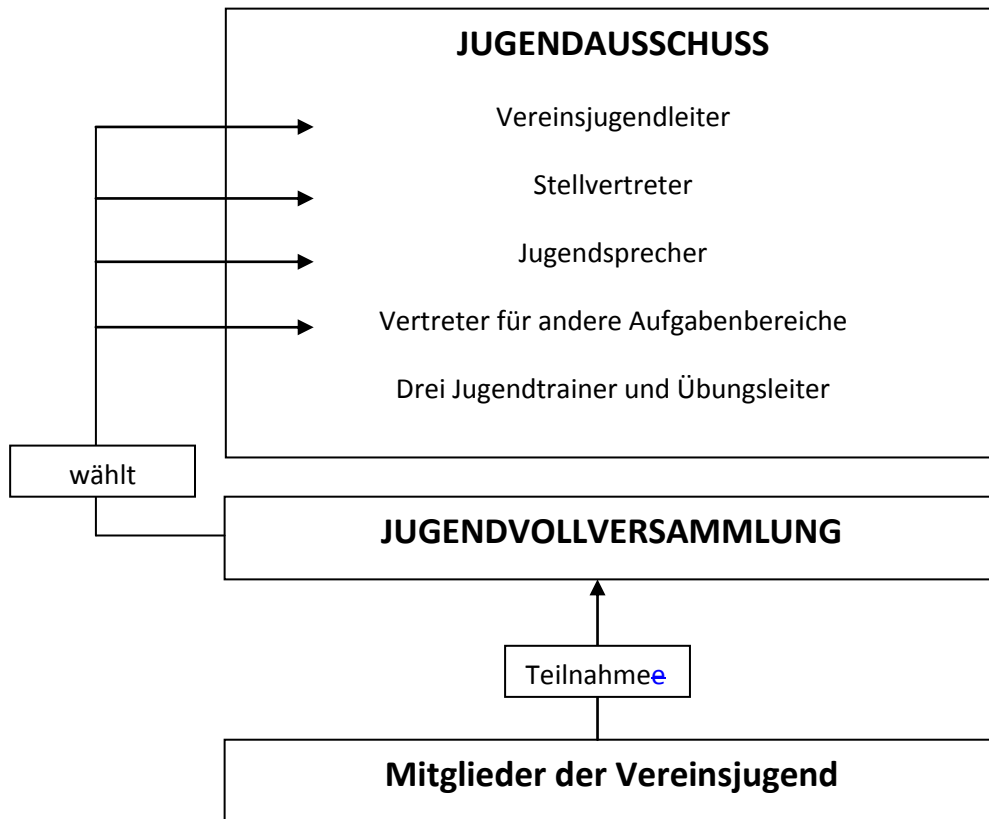 JUGENDAUSSCHUSS
Vereinsjugendleiter
Stellvertreter
Jugendsprecher
Vertreter für andere Aufgabenbereiche
Drei Jugendtrainer und Übungsleiter
wählt
JUGENDVOLLVERSAMMLUNG
Teilnahmee
Mitglieder der Vereinsjugend